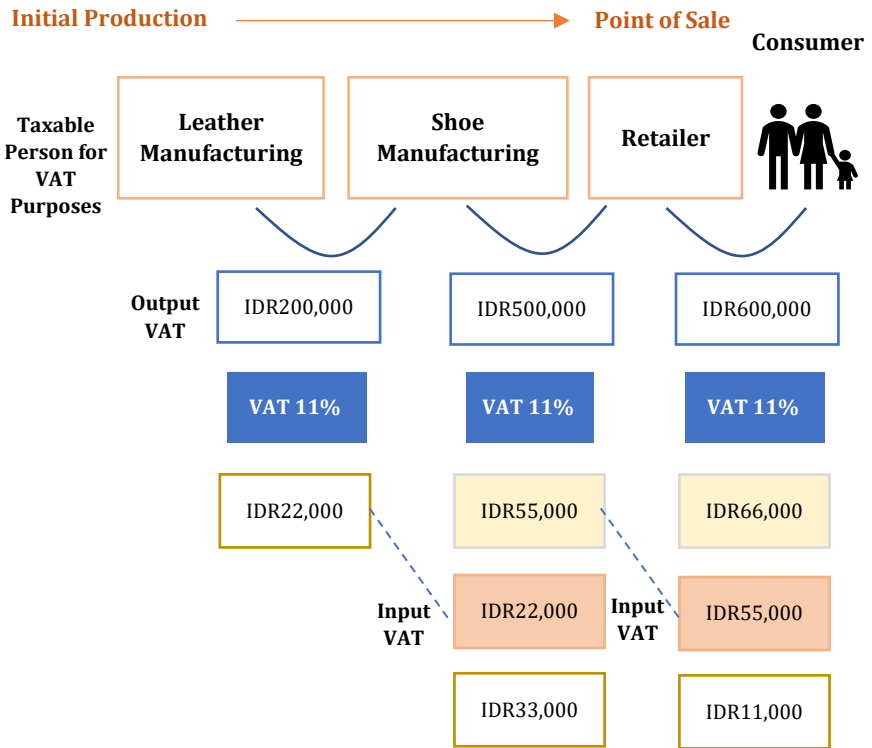 Initial Production
Point of Sale
Consumer
Taxable
Person for
VAT
Purposes
Leather
Manufacturing
Shoe
Manufacturing
Retailer
Output
VAT
IDR200,000
IDR500,000
IDR600,000
VAT 11%
VAT 11%
VAT 11%
IDR22,000
IDR55,000
IDR66,000
Input
VAT
IDR22,000
Input
VAT
IDR55,000
IDR33,000
IDR11,000